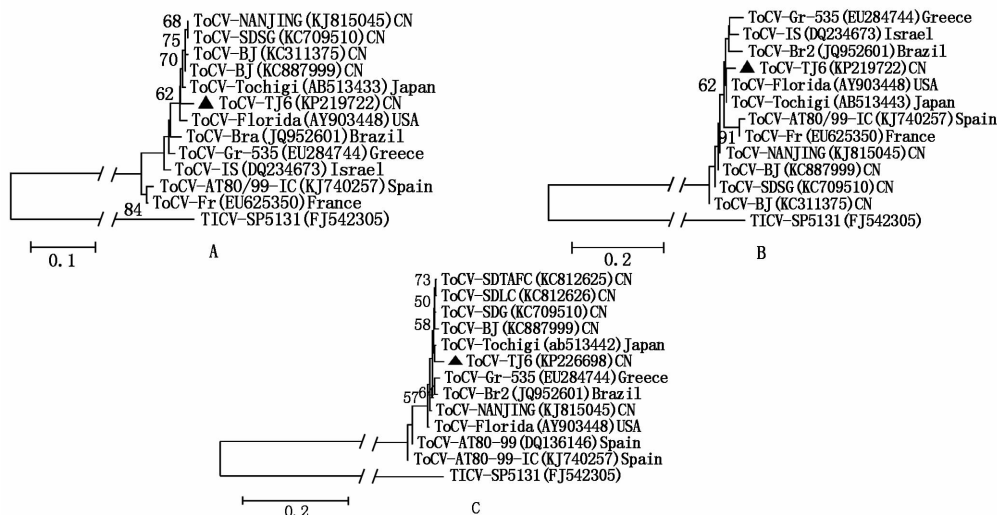 68
ToCV-NANJING(KJ815045)CN
75
ToCV-SDSG(KC709510)CN
70
ToCV-BJ(KC311375)CN
ToCV-BJ(KC887999)CN
ToCV-Tochigi(AB513433)Japan
62
ToCV-TJ6(KP219722)CN
ToCV-Florida(AY903448)USA
ToCV-Bra(JQ952601)Brazil
ToCV-Gr-535(EU284744)Greece
ToCV-IS(DQ234673)Israel
ToCV-AT80/99-IC(KJ740257)Spain
ToCV-Fr(EU625350)France
84
TICV-SP5131(FJ542305)
0.1
A
ToCV-Gr-535(EU284744)Greece
ToCV-IS(DQ234673)Israel
ToCV-Br2(JQ952601)Brazil
ToCV-TJ6(KP219722)CN
62
ToCV-Florida(AY903448)USA
ToCV-Tochigi(AB513443)Japan
ToCV-AT80/99-IC(KJ740257)Spain
91
ToCV-Fr(EU625350)France
ToCV-NANJING(KJ815045)CN
ToCV-BJ(KC887999)CN
ToCV-SDSG(KC709510)CN
ToCV-BJ(KC311375)CN
TICV-SP5131(FJ542305)
0.2
B
73
ToCV-SDTAFC(KC812625)CN
50
ToCV-SDLC(KC812626)CN
ToCV-SDG(KC709510)CN
58
ToCV-BJ(KC887999)CN
ToCV-Tochigi(ab513442)Japan
ToCV-TJ6(KP226698)CN
ToCV-Gr-535(EU284744)Greece
57
ToCV-Br2(JQ952601)Brazil
ToCV-NANJING(KJ815045)CN
ToCV-Florida(AY903448)USA
ToCV-AT80-99(DQ136146)Spain
ToCV-AT80-99-IC(KJ740257)Spain
TICV-SP5131(FJ542305)
0.2
C